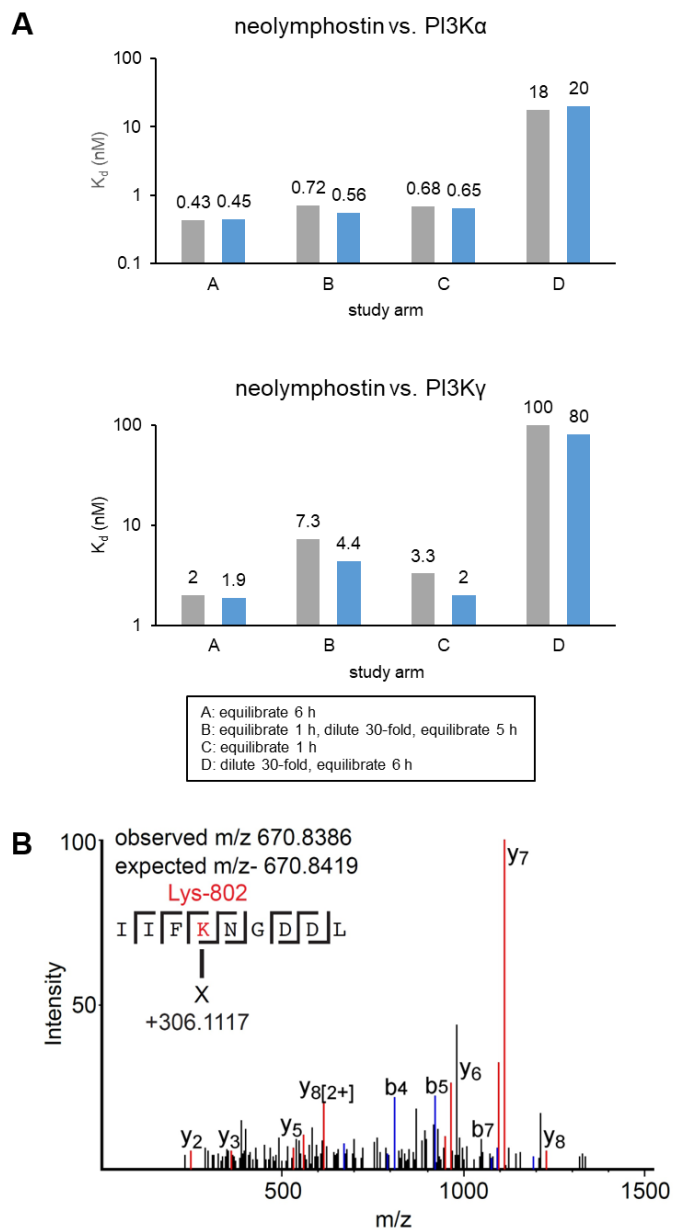 A
neolymphostin vs. PI3Kα
Kd (nM)
100
10
1
0.1
0.43 0.45
0.72 0.56
0.68 0.65
18 20
A B C D
study arm
neolymphostin vs. PI3Kγ
Kd (nM)
100
10
1
2 1.9
7.3 4.4
3.3 2
100 80
A B C D
study arm
A: equilibrate 6 h
B: equilibrate 1 h, dilute 30-fold, equilibrate 5 h
C: equilibrate 1 h
D: dilute 30-fold, equilibrate 6 h
B
observed m/z 670.8386
expected m/z- 670.8419
Lys-802
I I F K N G D D L
X
+306.1117
Intensity
100
50
y2
y3
y5
y8[2+]
b4
b5
y6
b7
y7
y8
500 1000 1500
m/z